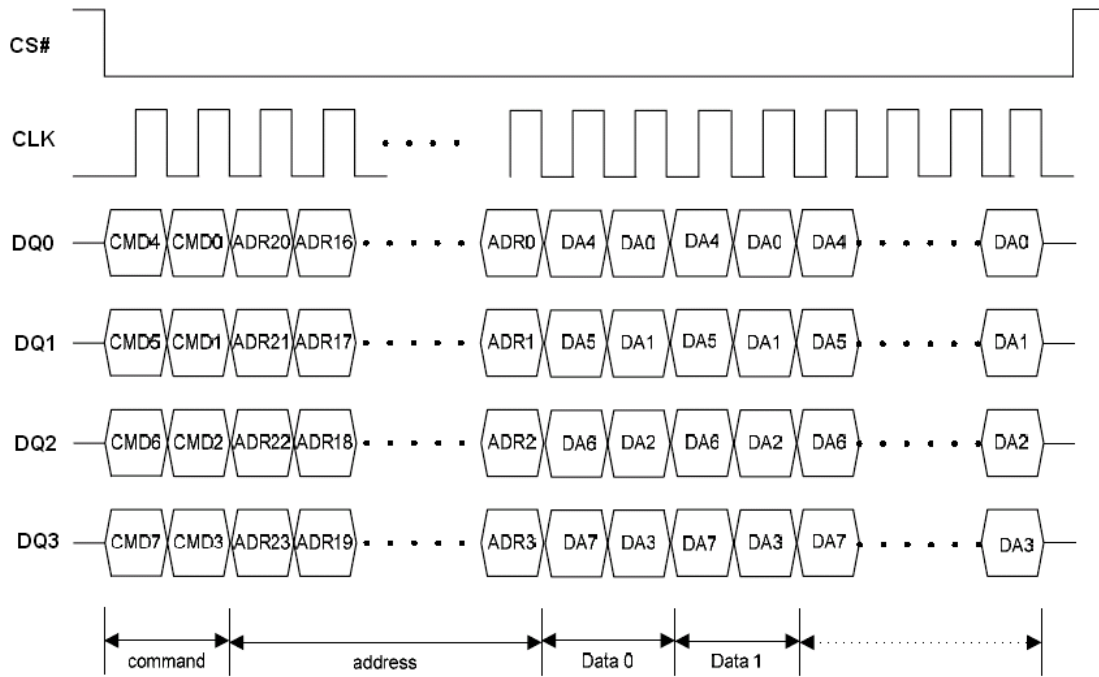 CS#
CLK
DQ0 CMD4 CMD0 ADR20 ADR16 ADR0 DA4 DA0 DA4 DA0 DA4 DA0
DQ1 CMD5 CMD1 ADR21 ADR17 ADR1 DA5 DA1 DA5 DA1 DA5 DA1
DQ2 CMD6 CMD2 ADR22 ADR18 ADR2 DA6 DA2 DA6 DA2 DA6 DA2
DQ3 CMD7 CMD3 ADR23 ADR19 ADR3 DA7 DA3 DA7 DA3 DA7 DA3
command address Data 0 Data 1